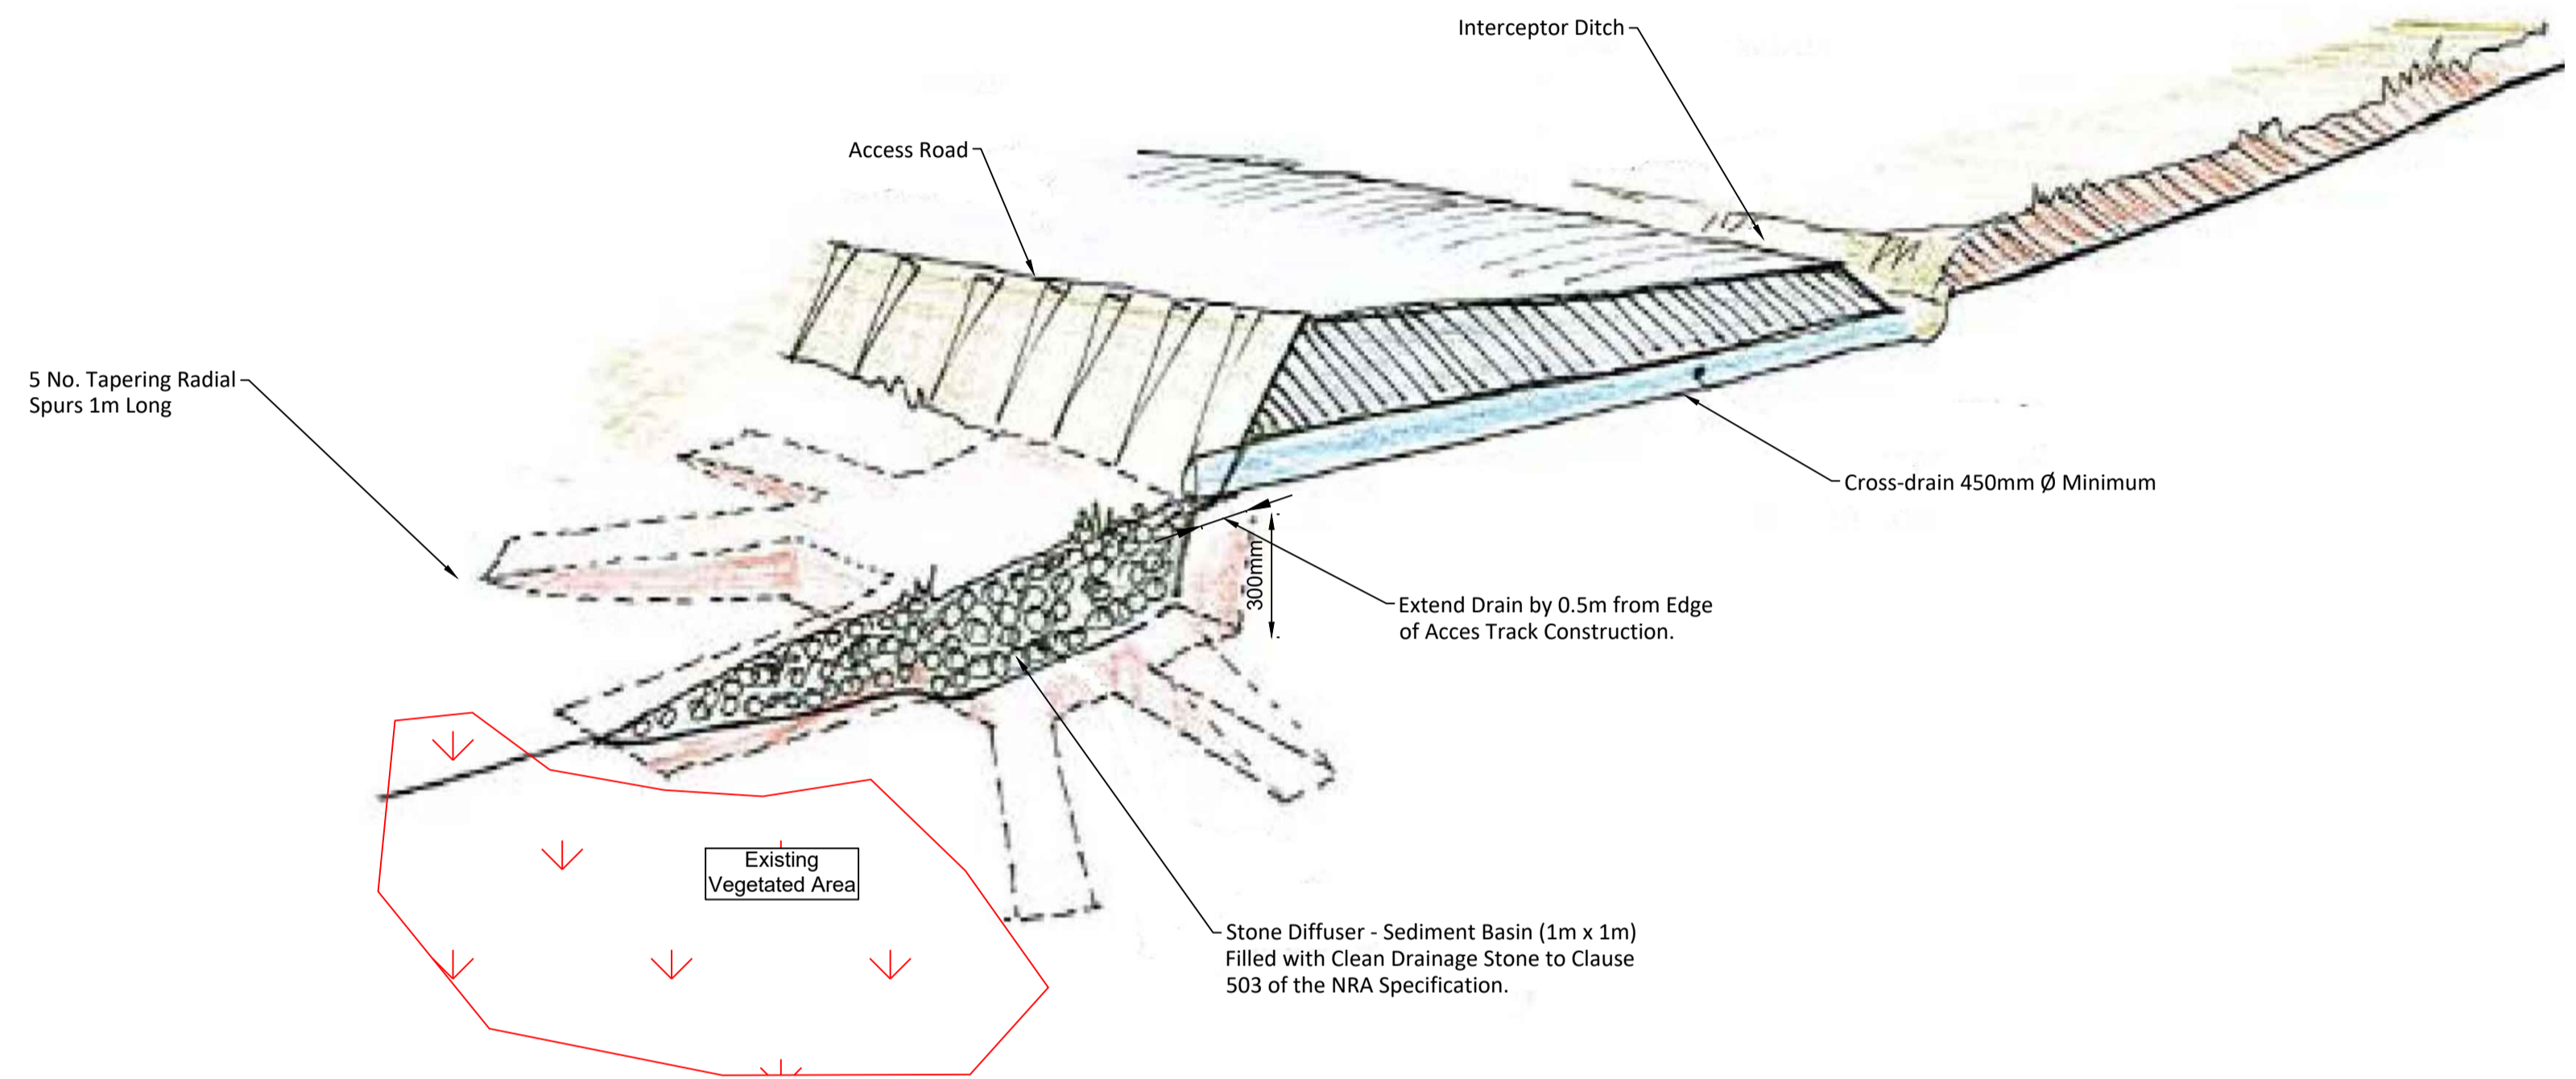 Interceptor Ditch
Access Road
5 No. Tapering Radial
Spurs 1m Long
Cross-drain 450mm Ø Minimum
300mm
Extend Drain by 0.5m from Edge
of Acces Track Construction.
Existing
Vegetated Area
Stone Diffuser - Sediment Basin (1m x 1m)
Filled with Clean Drainage Stone to Clause
503 of the NRA Specification.